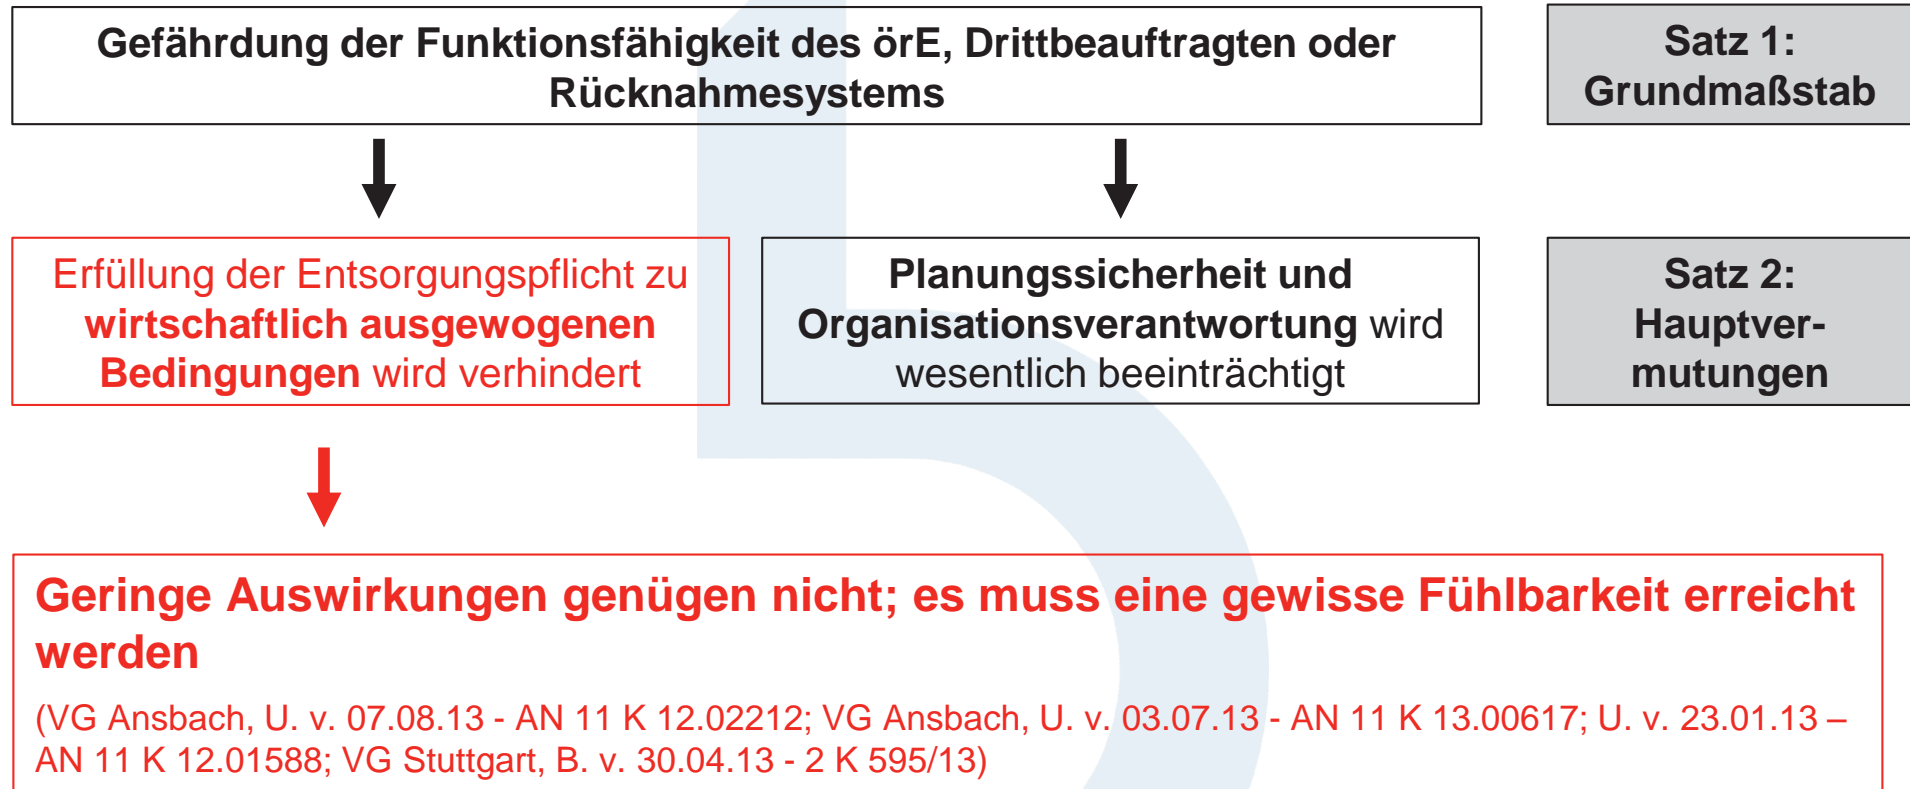 Gefährdung der Funktionsfähigkeit des örE, Drittbeauftragten oder
Rücknahmesystems
Satz 1:
Grundmaßstab
Erfüllung der Entsorgungspflicht zu
wirtschaftlich ausgewogenen
Bedingungen wird verhindert
Planungssicherheit und
Organisationsverantwortung wird
wesentlich beeinträchtigt
Satz 2:
Hauptver-
mutungen
Geringe Auswirkungen genügen nicht; es muss eine gewisse Fühlbarkeit erreicht
werden
(VG Ansbach, U. v. 07.08.13 - AN 11 K 12.02212; VG Ansbach, U. v. 03.07.13 - AN 11 K 13.00617; U. v. 23.01.13 –
AN 11 K 12.01588; VG Stuttgart, B. v. 30.04.13 - 2 K 595/13)